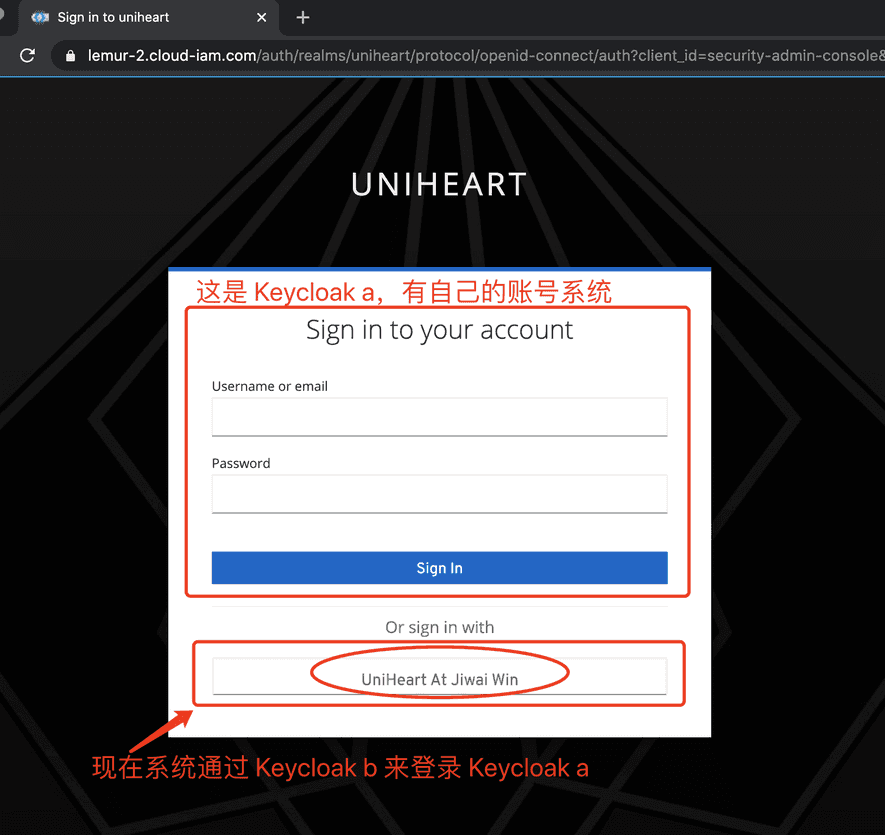 Sign in to uniheart
lemur-2.cloud-iam.com/auth/realms/uniheart/protocol/openid-connect/auth?client_id=security-admin-console&
UNIHEART
这是 Keycloak a，有自己的账号系统
Sign in to your account
Username or email
Password
Sign In
Or sign in with
UniHeart At Jiwai Win
现在系统通过 Keycloak b 来登录 Keycloak a